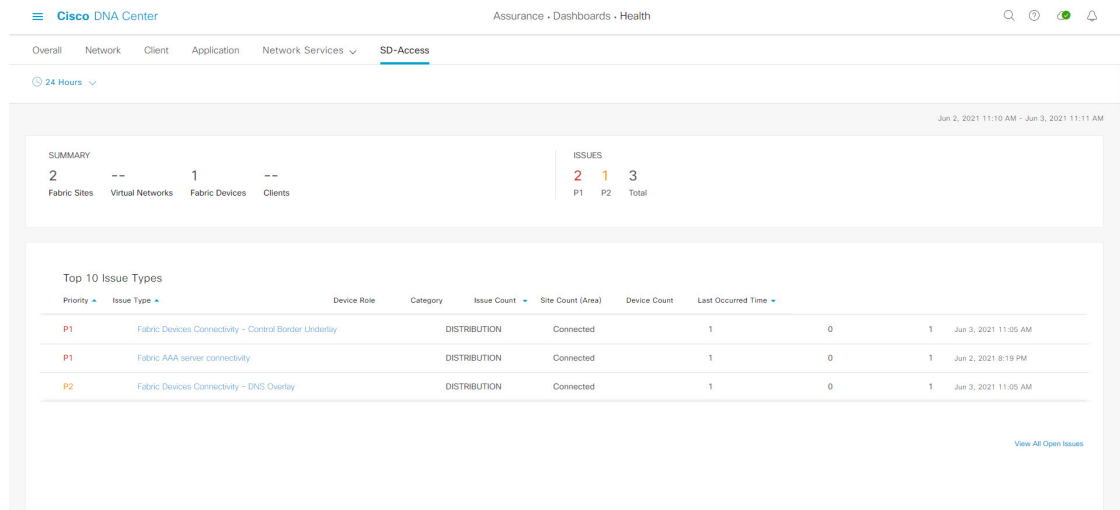 Cisco DNA Center
Assurance • Dashboards • Health
Overall Network Client Application Network Services SD-Access
24 Hours
Jun 2, 2021 11:10 AM - Jun 3, 2021 11:11 AM
SUMMARY
2 -- 1 --
Fabric Sites Virtual Networks Fabric Devices Clients
ISSUES
2 1 3
P1 P2 Total
Top 10 Issue Types
Priority Issue Type Device Role Category Issue Count Site Count (Area) Device Count Last Occurred Time
P1 Fabric Devices Connectivity - Control Border Underlay DISTRIBUTION Connected 1 0 1 Jun 3, 2021 11:05 AM
P1 Fabric AAA server connectivity DISTRIBUTION Connected 1 0 1 Jun 2, 2021 8:19 PM
P2 Fabric Devices Connectivity - DNS Overlay DISTRIBUTION Connected 1 0 1 Jun 3, 2021 11:05 AM
View All Open Issues